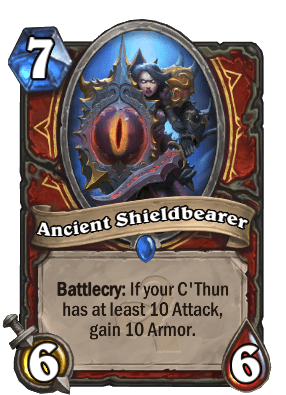 7
Ancient Shieldbearer
Battlecry: If your C'Thun
has at least 10 Attack,
gain 10 Armor.
6
6